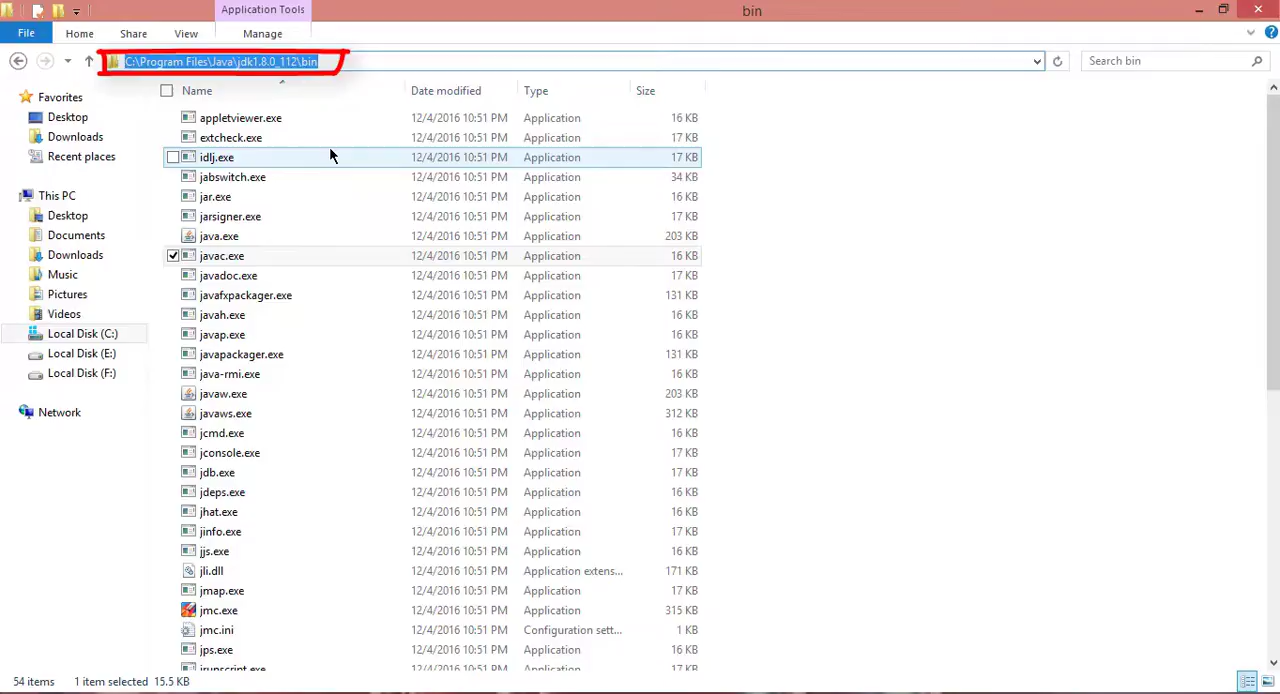 Application Tools
bin
File Home Share View Manage
C:\Program Files\Java\jdk1.8.0_112\bin
Search bin
Name Date modified Type Size
Favorites
Desktop
Downloads
Recent places
This PC
Desktop
Documents
Downloads
Music
Pictures
Videos
Local Disk (C:)
Local Disk (E:)
Local Disk (F:)
Network
appletviewer.exe 12/4/2016 10:51 PM Application 16 KB
extcheck.exe 12/4/2016 10:51 PM Application 17 KB
idlj.exe 12/4/2016 10:51 PM Application 17 KB
jabswitch.exe 12/4/2016 10:51 PM Application 34 KB
jar.exe 12/4/2016 10:51 PM Application 16 KB
jarsigner.exe 12/4/2016 10:51 PM Application 17 KB
java.exe 12/4/2016 10:51 PM Application 203 KB
javac.exe 12/4/2016 10:51 PM Application 16 KB
javadoc.exe 12/4/2016 10:51 PM Application 17 KB
javafxpackager.exe 12/4/2016 10:51 PM Application 131 KB
javah.exe 12/4/2016 10:51 PM Application 17 KB
javap.exe 12/4/2016 10:51 PM Application 17 KB
javapackager.exe 12/4/2016 10:51 PM Application 131 KB
java-rmi.exe 12/4/2016 10:51 PM Application 16 KB
javaw.exe 12/4/2016 10:51 PM Application 203 KB
javaws.exe 12/4/2016 10:51 PM Application 312 KB
jcmd.exe 12/4/2016 10:51 PM Application 16 KB
jconsole.exe 12/4/2016 10:51 PM Application 17 KB
jdb.exe 12/4/2016 10:51 PM Application 17 KB
jdeps.exe 12/4/2016 10:51 PM Application 16 KB
jhat.exe 12/4/2016 10:51 PM Application 16 KB
jinfo.exe 12/4/2016 10:51 PM Application 17 KB
jjs.exe 12/4/2016 10:51 PM Application 16 KB
jli.dll 12/4/2016 10:51 PM Application extens... 171 KB
jmap.exe 12/4/2016 10:51 PM Application 17 KB
jmc.exe 12/4/2016 10:51 PM Application 315 KB
jmc.ini 12/4/2016 10:51 PM Configuration sett... 1 KB
jps.exe 12/4/2016 10:51 PM Application 16 KB
jrunscript.exe 12/4/2016 10:51 PM Application 17 KB
54 items 1 item selected 15.5 KB